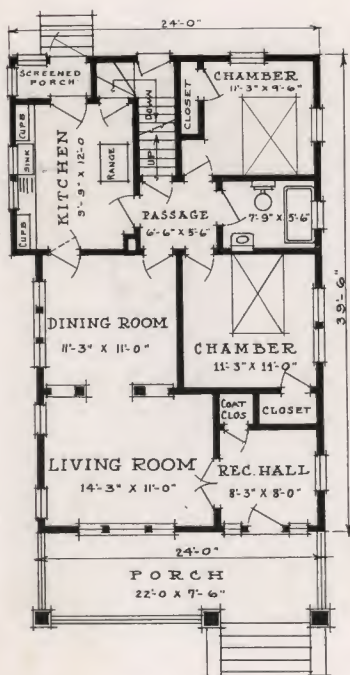 24'-0"
SCREENED
PORCH
CHAMBER
11'-3" X 9'-6"
CLOSET
DOWN
UP
CUPB
SINK
CUPB
KITCHEN
9'-9" X 12'-0
RANGE
PASSAGE
6'-6" X 5'-6"
7'-9" X 5'-6"
39'-6"
DINING ROOM
11'-3" X 11'-0"
CHAMBER
11'-3" X 11'-0"
COAT
CLOS
CLOSET
LIVING ROOM
14'-3" X 11'-0"
REC. HALL
8'-3" X 8'-0"
24'-0"
PORCH
22'-0 X 7'-6"